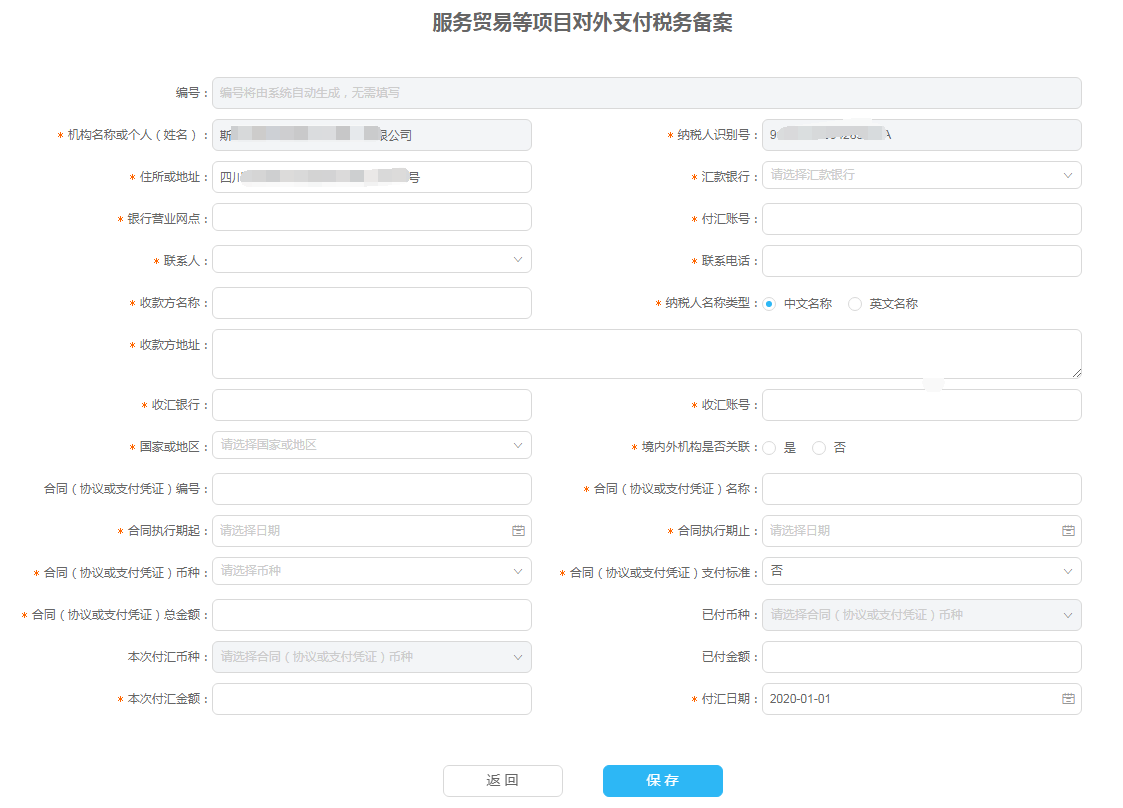 服务贸易等项目对外支付税务备案
编号： 编号将由系统自动生成，无需填写
* 机构名称或个人（姓名）： 斯 限公司 * 纳税人识别号： 9 A
* 住所或地址： 四川 号 * 汇款银行： 请选择汇款银行
* 银行营业网点： * 付汇账号：
* 联系人： * 联系电话：
* 收款方名称： * 纳税人名称类型： 中文名称 英文名称
* 收款方地址：
* 收汇银行： * 收汇账号：
* 国家或地区： 请选择国家或地区 * 境内外机构是否关联： 是 否
合同（协议或支付凭证）编号： * 合同（协议或支付凭证）名称：
* 合同执行期起： 请选择日期 * 合同执行期止： 请选择日期
* 合同（协议或支付凭证）币种： 请选择币种 * 合同（协议或支付凭证）支付标准： 否
* 合同（协议或支付凭证）总金额： 已付币种： 请选择合同（协议或支付凭证）币种
本次付汇币种： 请选择合同（协议或支付凭证）币种 已付金额：
* 本次付汇金额： * 付汇日期： 2020-01-01
返 回 保 存